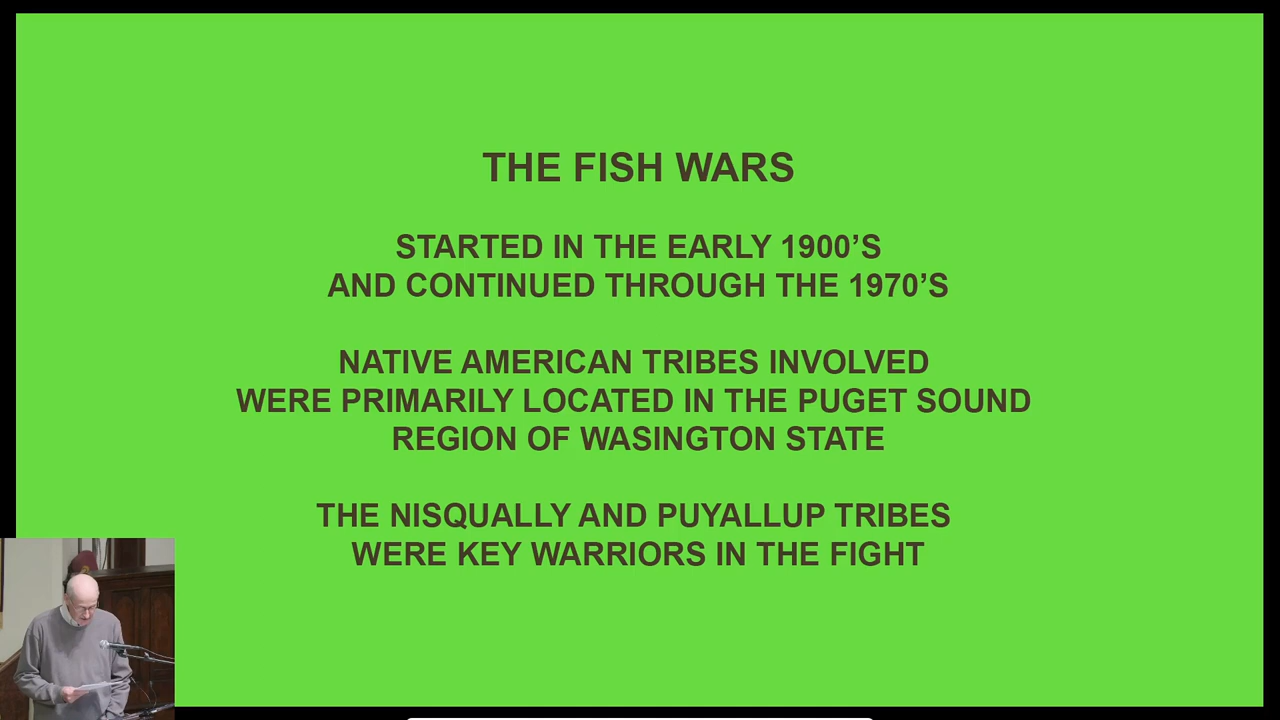 THE FISH WARS
STARTED IN THE EARLY 1900’S
AND CONTINUED THROUGH THE 1970’S
NATIVE AMERICAN TRIBES INVOLVED
WERE PRIMARILY LOCATED IN THE PUGET SOUND
REGION OF WASINGTON STATE
THE NISQUALLY AND PUYALLUP TRIBES
WERE KEY WARRIORS IN THE FIGHT